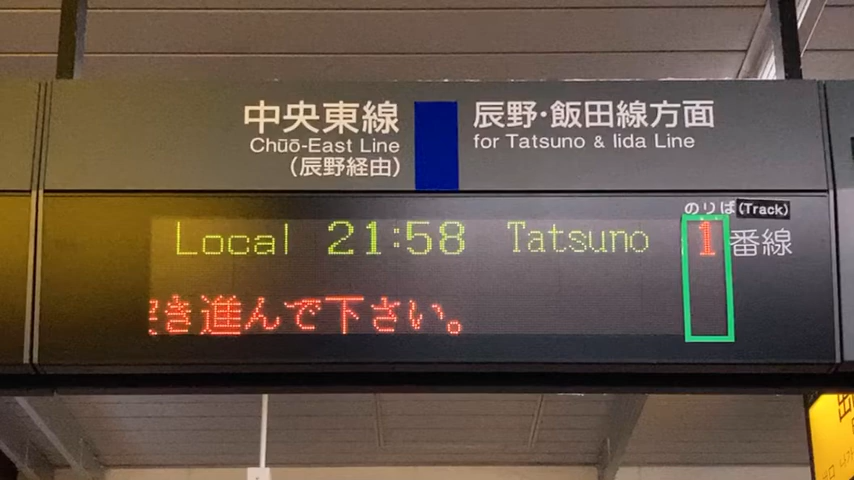 中央東線
Chūō-East Line
(辰野経由)
辰野・飯田線方面
for Tatsuno & Iida Line
のりば(Track)
Local 21:58 Tatsuno 1番線
き進んで下さい。